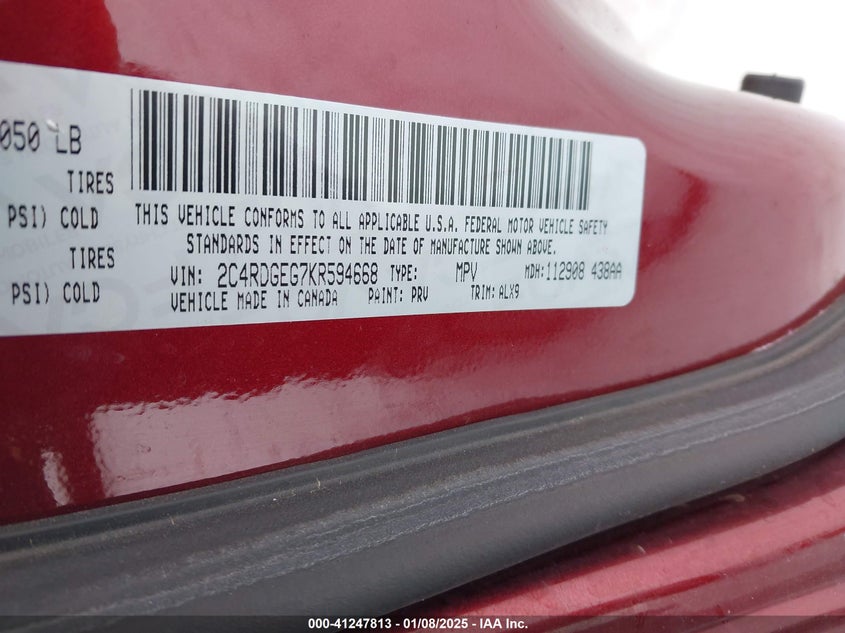 050 LB
TIRES
PSI) COLD
TIRES
PSI) COLD
THIS VEHICLE CONFORMS TO ALL APPLICABLE U.S.A. FEDERAL MOTOR VEHICLE SAFETY
STANDARDS IN EFFECT ON THE DATE OF MANUFACTURE SHOWN ABOVE.
VIN: 2C4RDGEG7KR594668 TYPE: MPV MDH:112908 438AA
VEHICLE MADE IN CANADA PAINT: PRV TRIM: ALX9
000-41247813 - 01/08/2025 - IAA Inc.